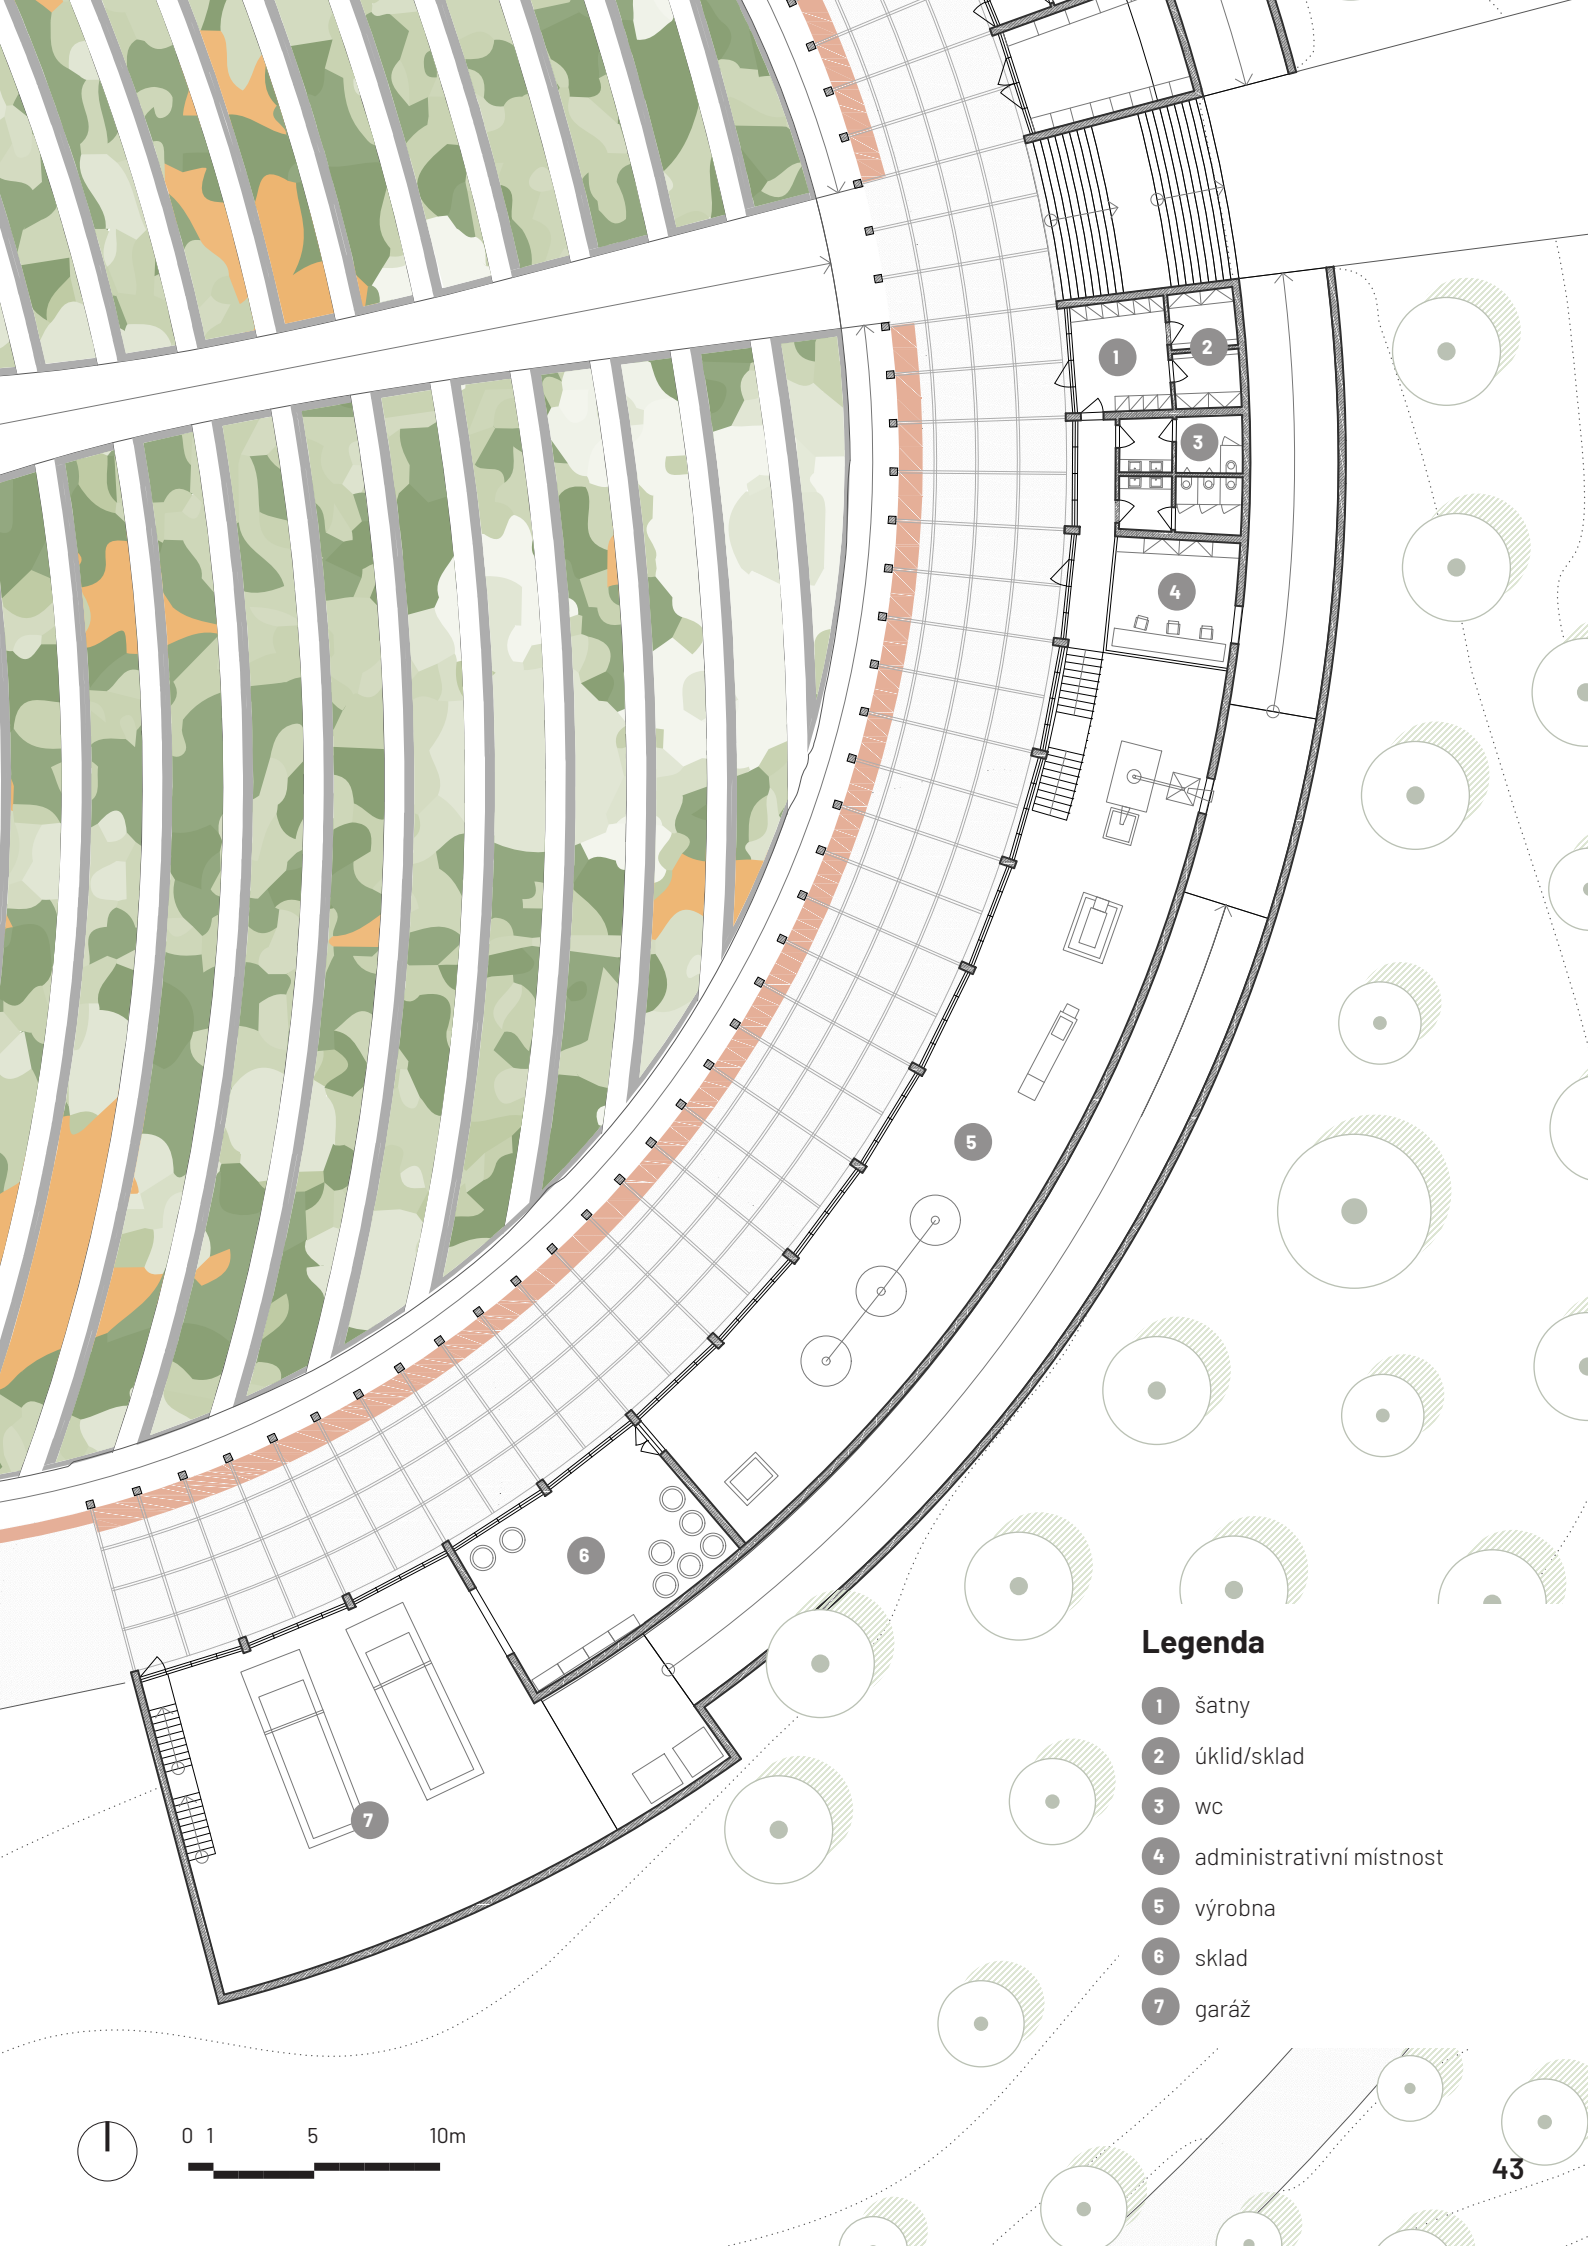 1
2
3
4
5
6
7
Legenda
1 šatny
2 úklid/sklad
3 wc
4 administrativní místnost
5 výrobna
6 sklad
7 garáž
0 1 5 10m
43